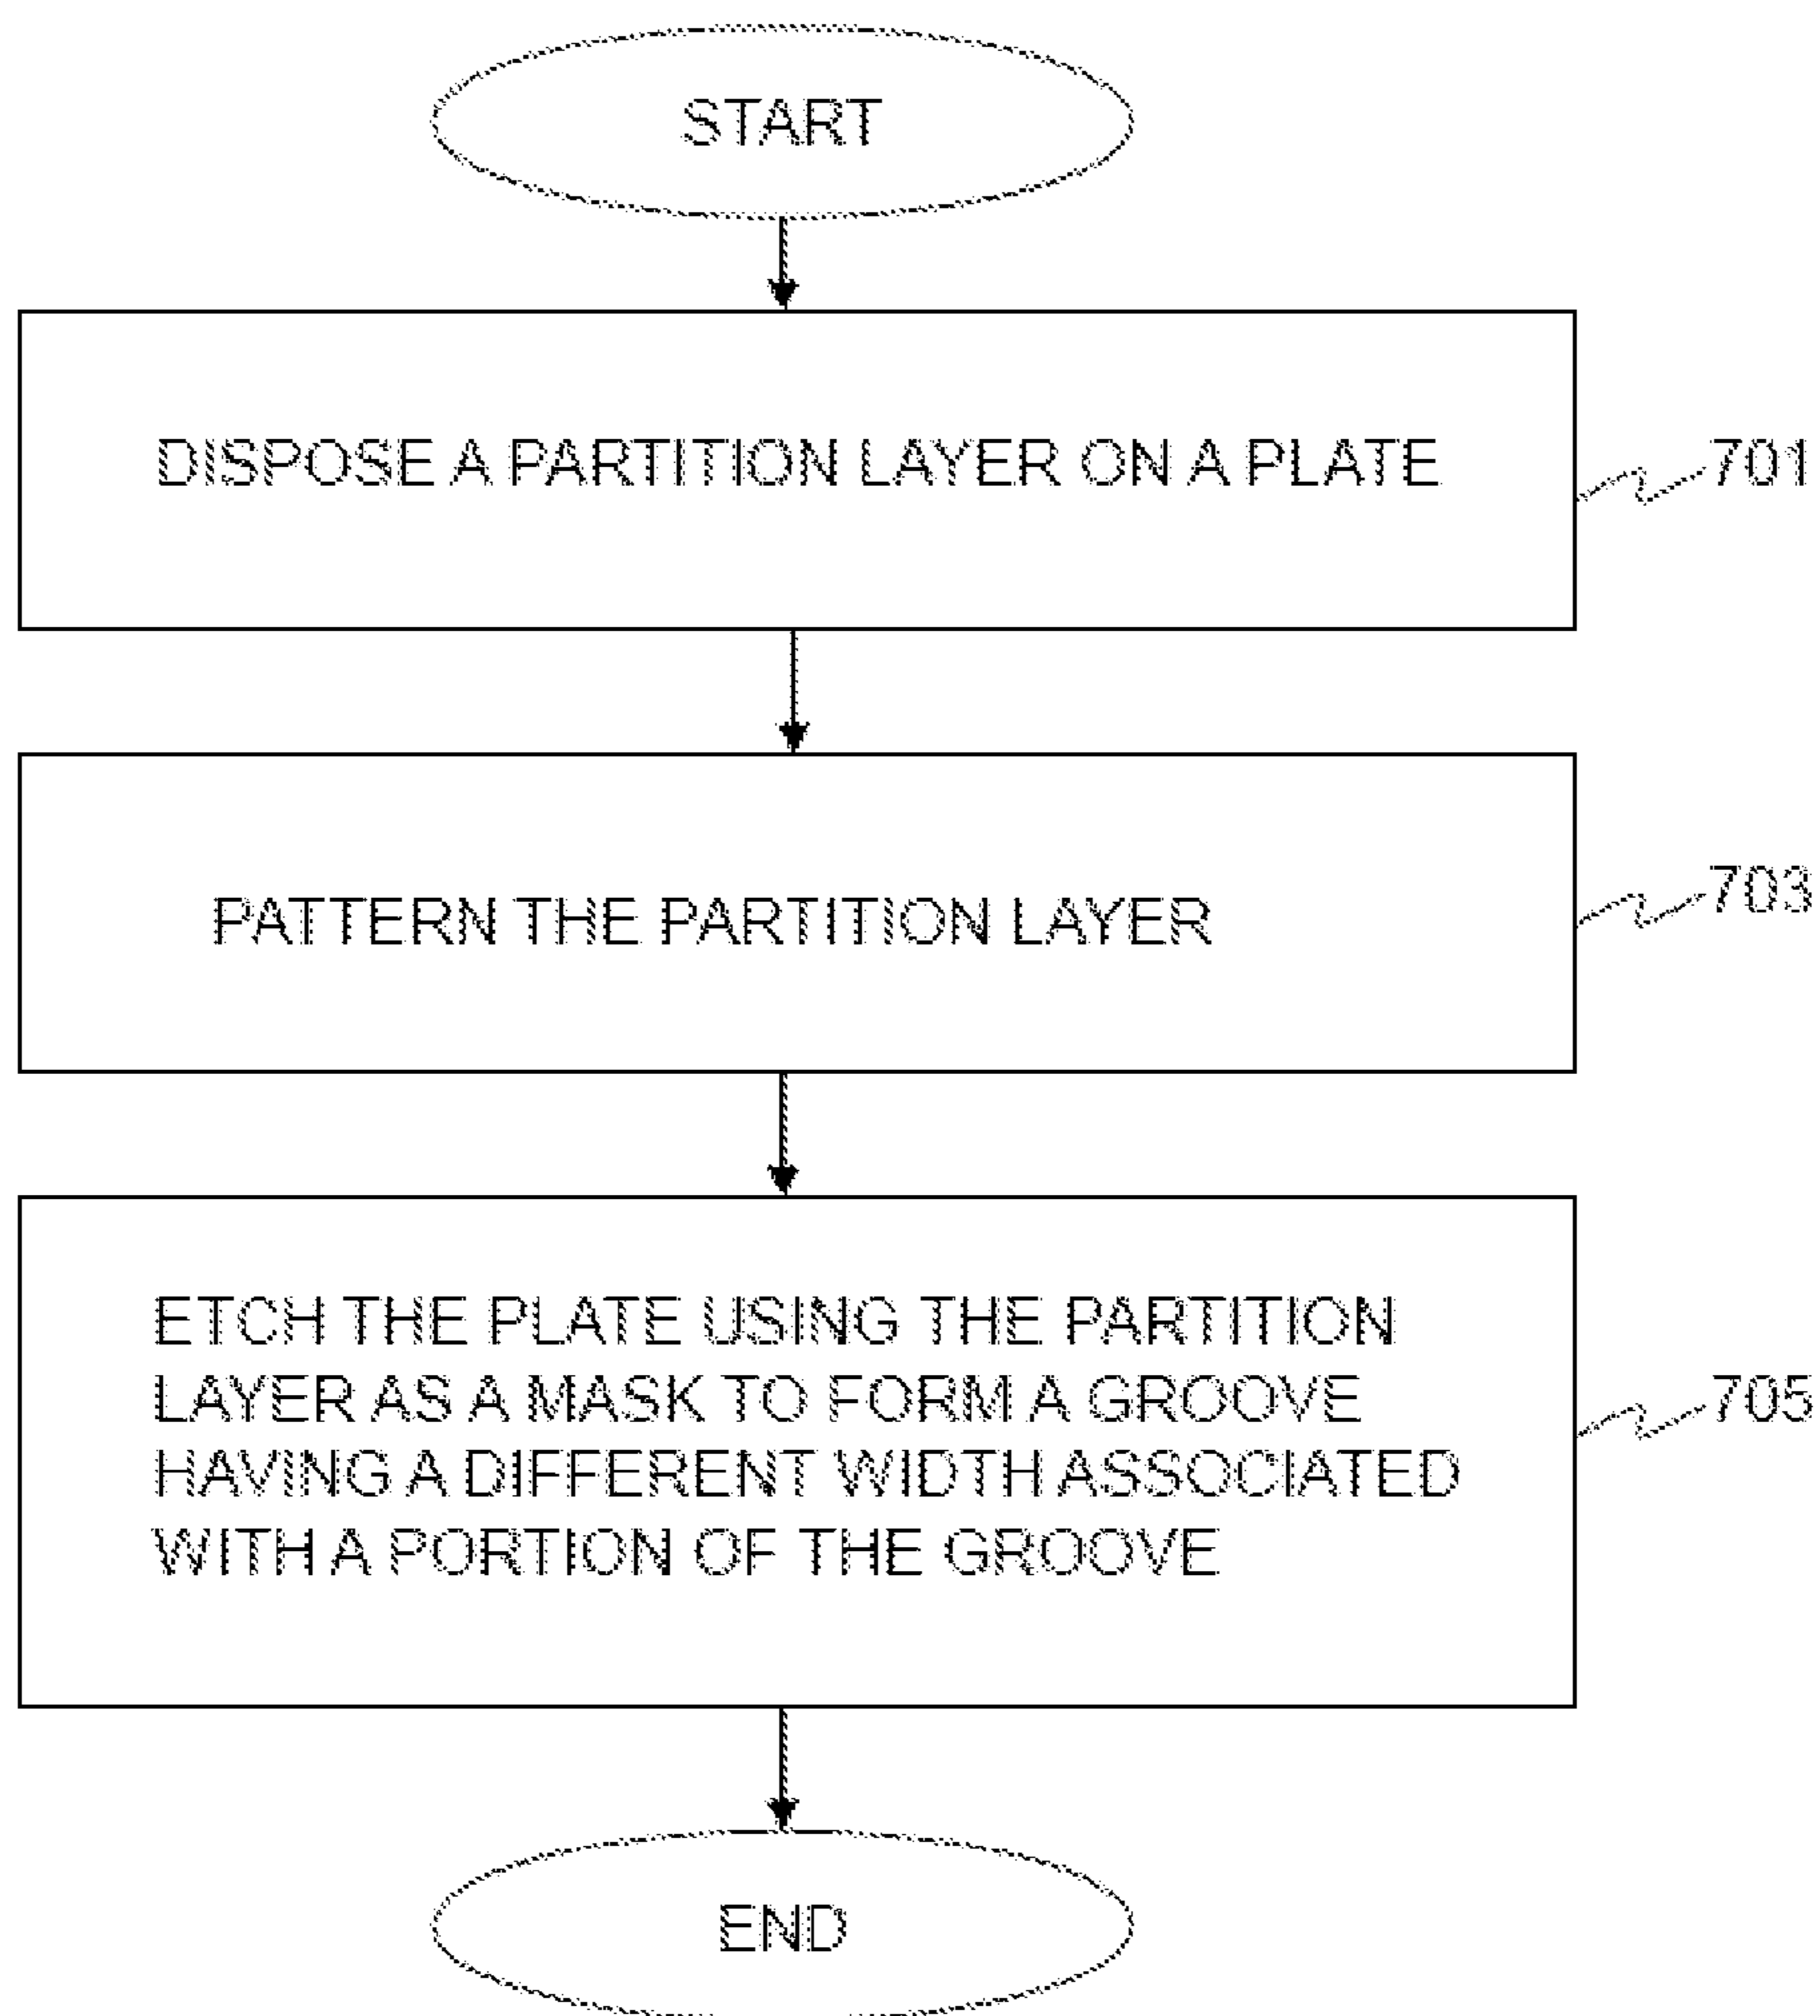 START
DISPOSE A PARTITION LAYER ON A PLATE
701
PATTERN THE PARTITION LAYER
703
ETCH THE PLATE USING THE PARTITION
LAYER AS A MASK TO FORM A GROOVE
HAVING A DIFFERENT WIDTH ASSOCIATED
WITH A PORTION OF THE GROOVE
705
END